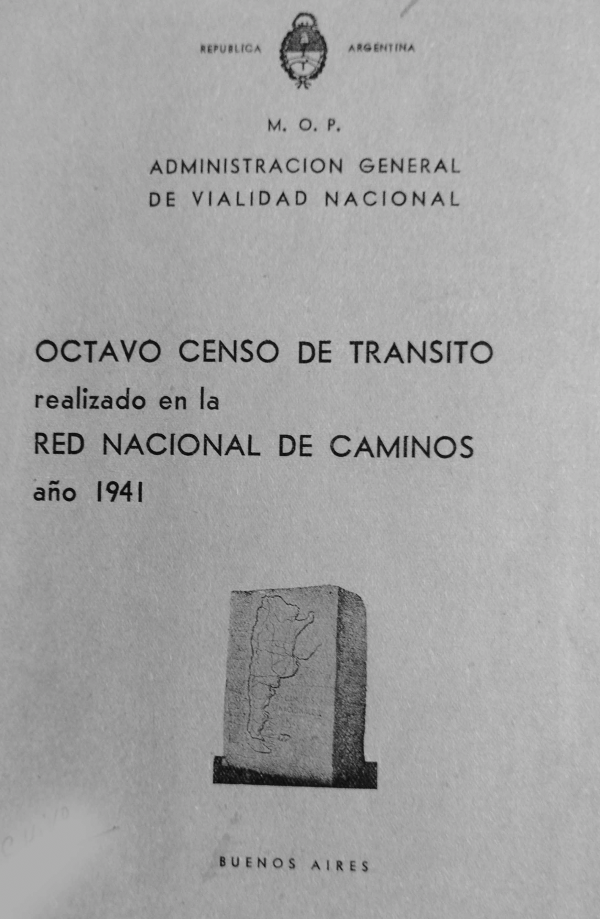 REPUBLICA ARGENTINA
M. O. P.
ADMINISTRACION GENERAL
DE VIALIDAD NACIONAL
OCTAVO CENSO DE TRANSITO
realizado en la
RED NACIONAL DE CAMINOS
año 1941
BUENOS AIRES